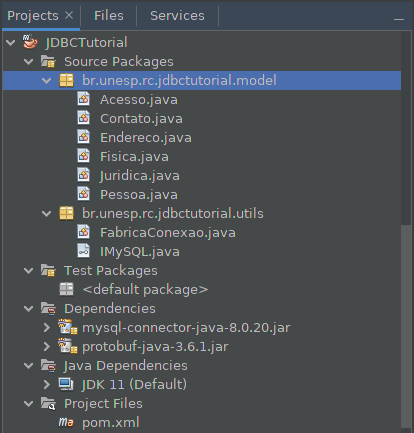 Projects × Files Services
JDBCTutorial
Source Packages
br.unesp.rc.jdbctutorial.model
Acesso.java
Contato.java
Endereco.java
Fisica.java
Juridica.java
Pessoa.java
br.unesp.rc.jdbctutorial.utils
FabricaConexao.java
IMySQL.java
Test Packages
<default package>
Dependencies
mysql-connector-java-8.0.20.jar
protobuf-java-3.6.1.jar
Java Dependencies
JDK 11 (Default)
Project Files
pom.xml